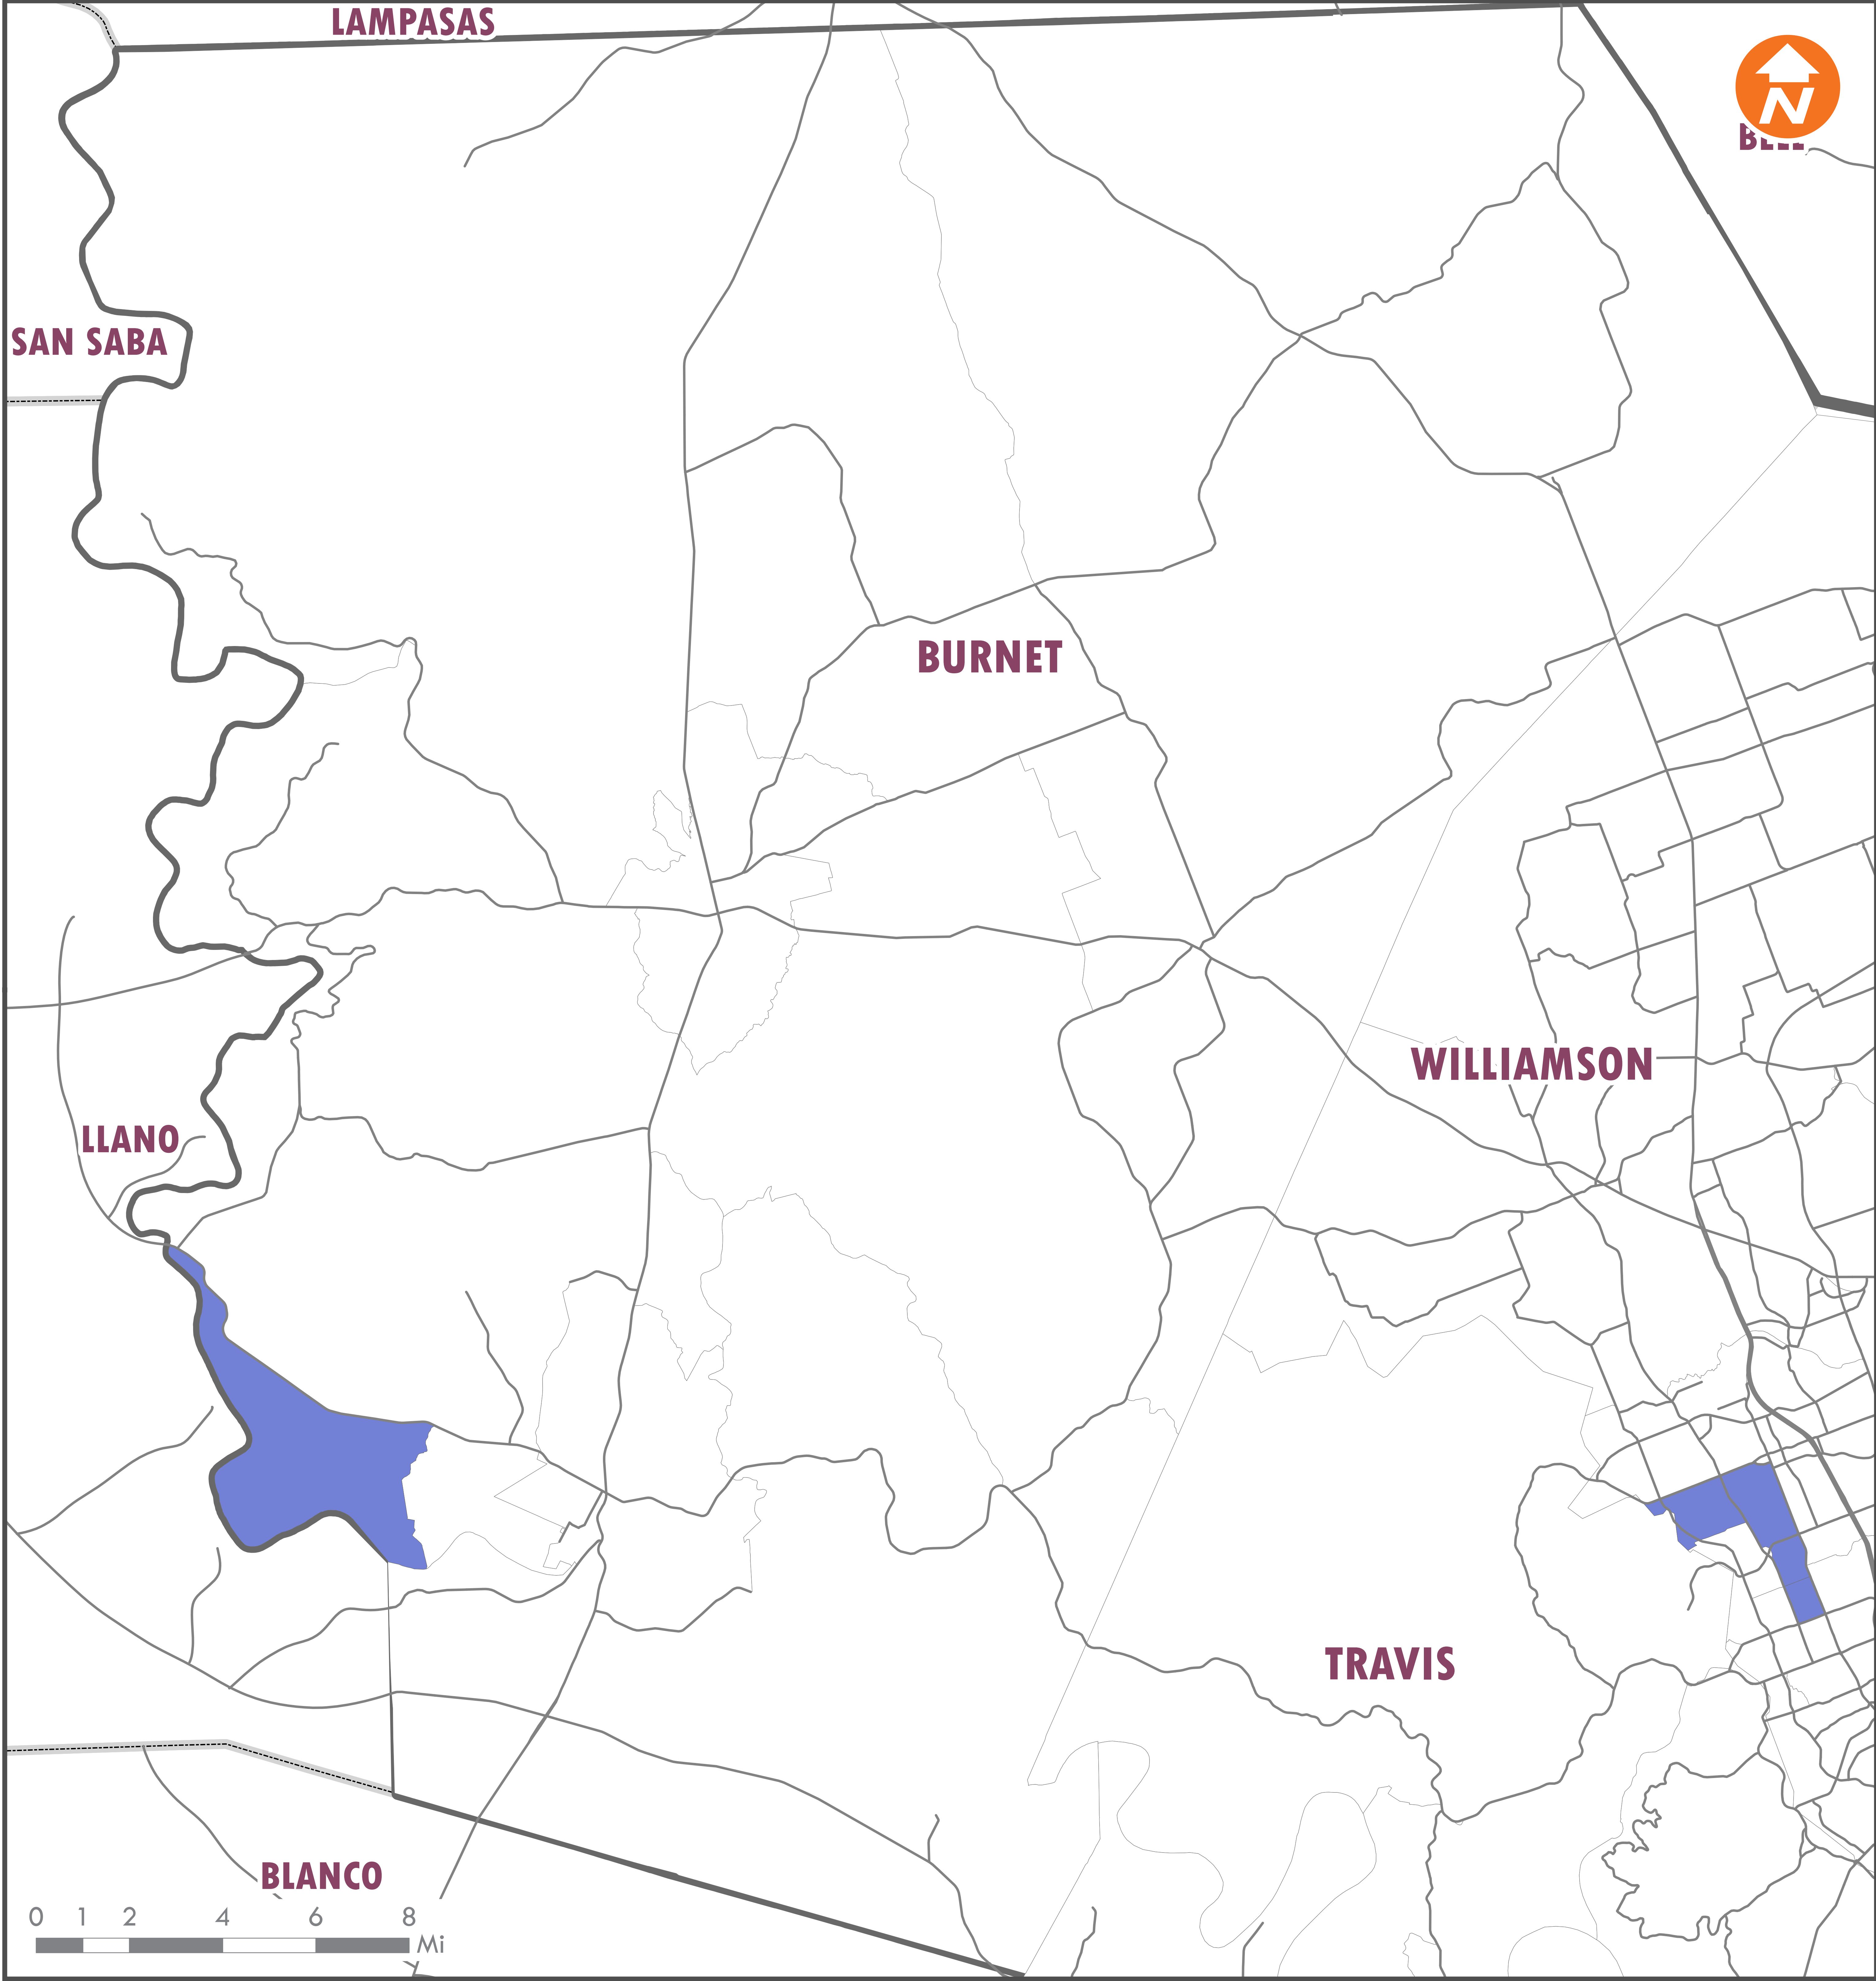 LAMPASAS
N
SAN SABA
BURNET
WILLIAMSON
LLANO
TRAVIS
BLANCO
0 1 2 4 6 8
Mi